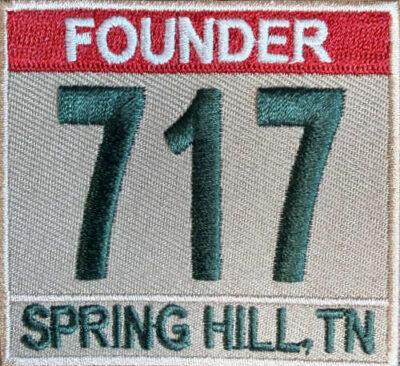 FOUNDER
717
SPRING HILL, TN